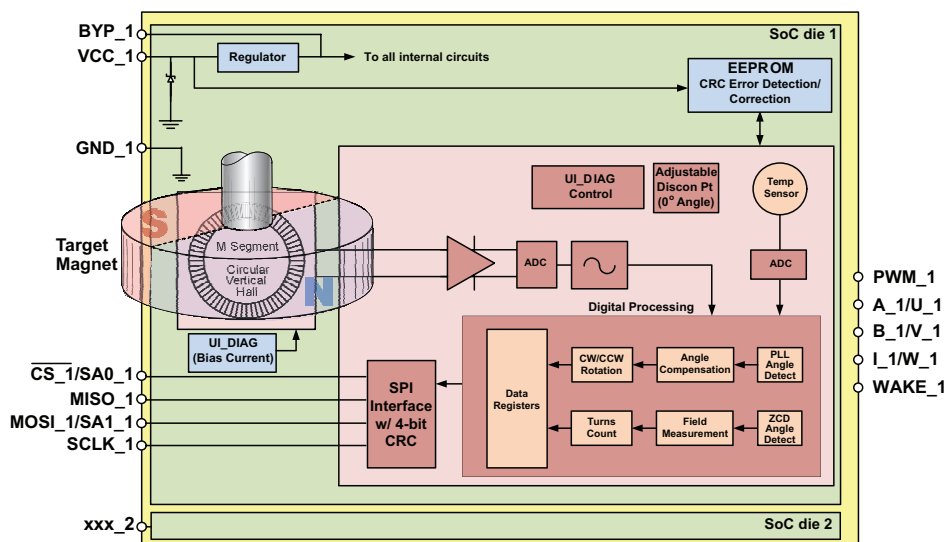 BYP_1
VCC_1
Regulator
To all internal circuits
SoC die 1
EEPROM
CRC Error Detection/
Correction
GND_1
UI_DIAG
Control
Adjustable
Discon Pt
(0° Angle)
Temp
Sensor
S
N
Target
Magnet
M Segment
Circular
Vertical
Hall
ADC
ADC
UI_DIAG
(Bias Current)
Digital Processing
PWM_1
A_1/U_1
B_1/V_1
I_1/W_1
WAKE_1
CS_1/SA0_1
MISO_1
MOSI_1/SA1_1
SCLK_1
SPI
Interface
w/ 4-bit
CRC
Data
Registers
CW/CCW
Rotation
Angle
Compensation
PLL
Angle
Detect
Turns
Count
Field
Measurement
ZCD
Angle
Detect
xxx_2
SoC die 2